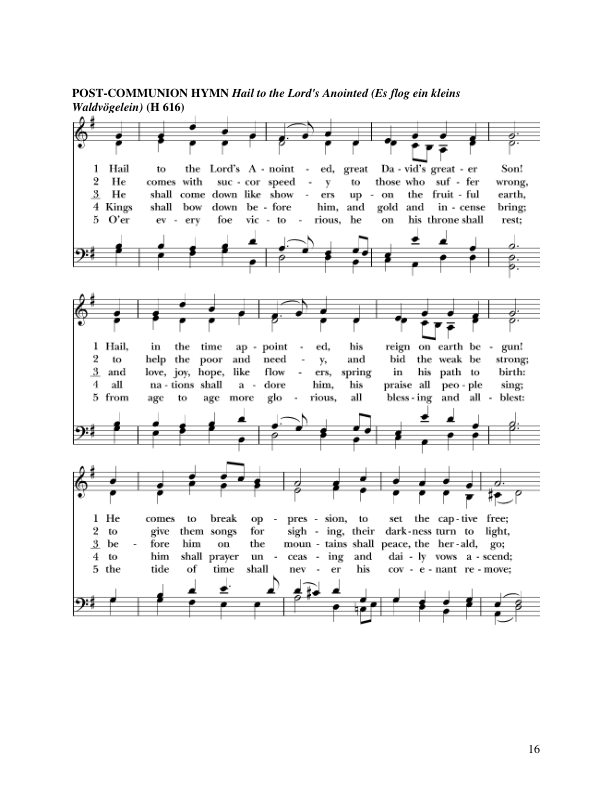 POST-COMMUNION HYMN Hail to the Lord's Anointed (Es flog ein kleins
Waldvögelein) (H 616)
1 Hail to the Lord's A - noint - ed, great Da - vid's great - er Son!
2 He comes with suc - cor speed - y to those who suf - fer wrong,
3 He shall come down like show - ers up - on the fruit - ful earth,
4 Kings shall bow down be - fore him, and gold and in - cense bring;
5 O'er ev - ery foe vic - to - rious, he on his throne shall rest;
1 Hail, in the time ap - point - ed, his reign on earth be - gun!
2 to help the poor and need - y, and bid the weak be strong;
3 and love, joy, hope, like flow - ers, spring in his path to birth:
4 all na - tions shall a - dore him, his praise all peo - ple sing;
5 from age to age more glo - rious, all bless - ing and all - blest:
1 He comes to break op - pres - sion, to set the cap - tive free;
2 to give them songs for sigh - ing, their dark - ness turn to light,
3 be - fore him on the moun - tains shall peace, the her - ald, go;
4 to him shall prayer un - ceas - ing and dai - ly vows a - scend;
5 the tide of time shall nev - er his cov - e - nant re - move;
16